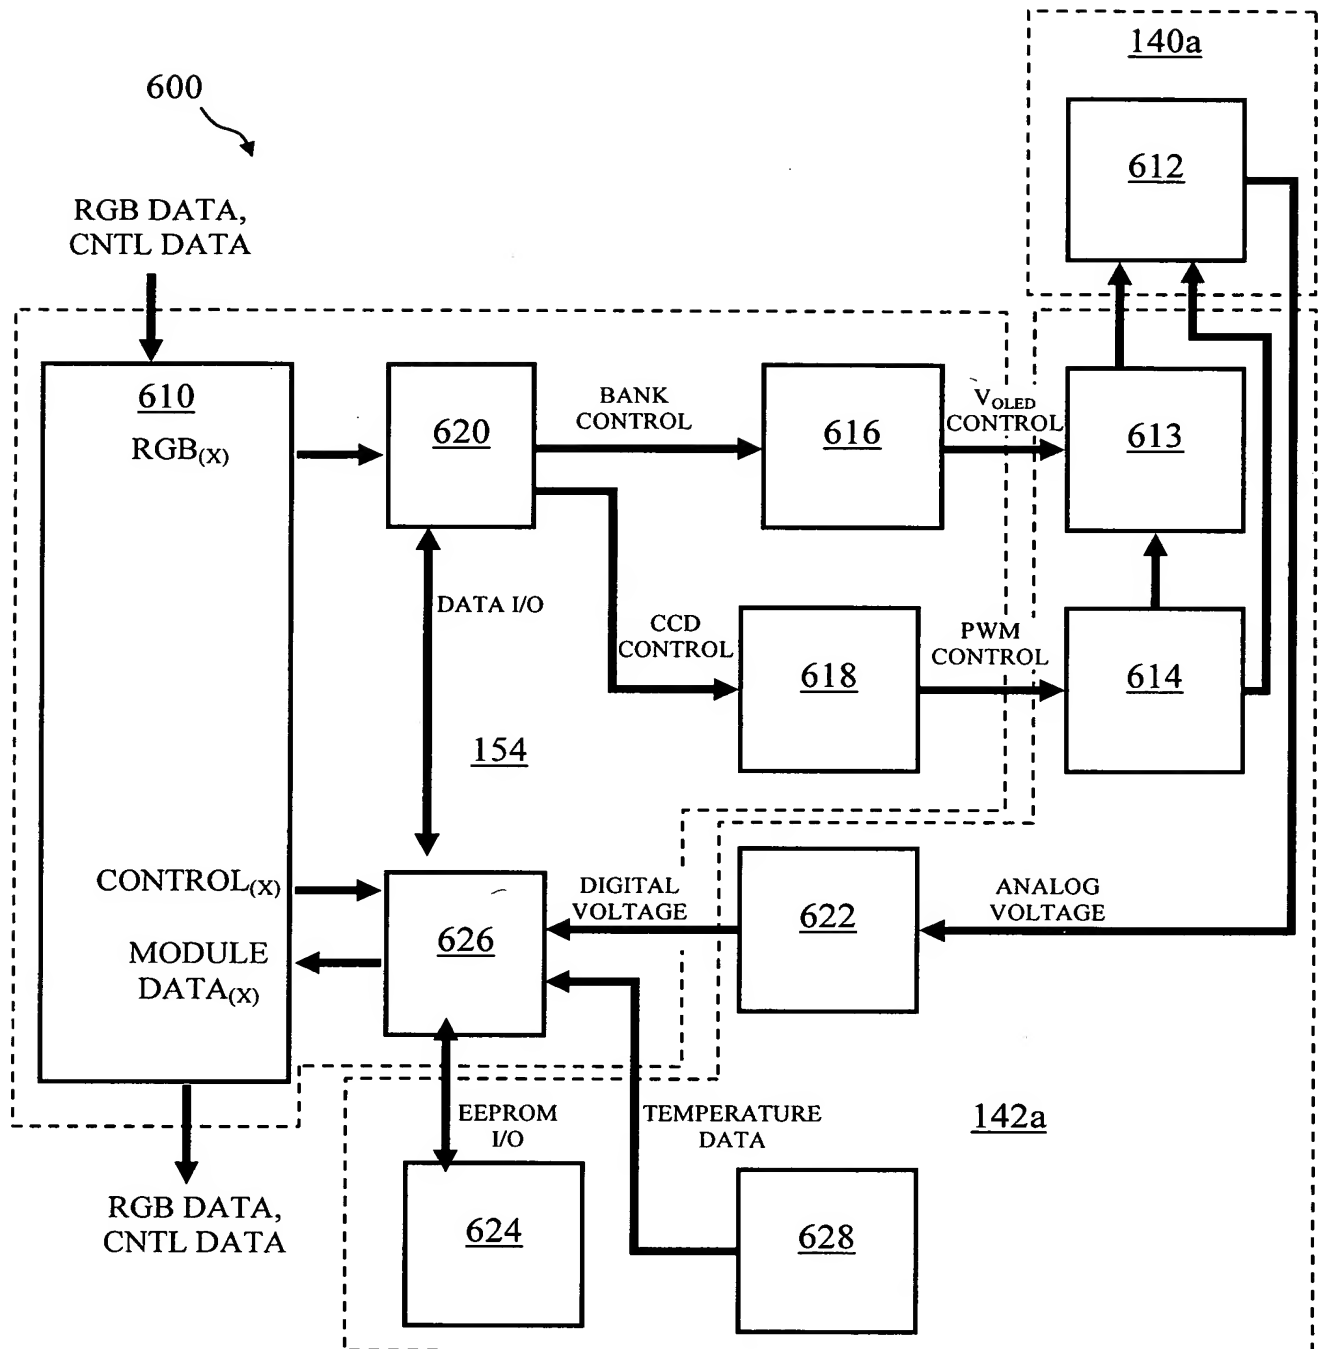 140a
600
612
RGB DATA,
CNTL DATA
610
RGB(X)
620
BANK
CONTROL
616
VOLED
CONTROL
613
DATA I/O
CCD
CONTROL
618
PWM
CONTROL
614
154
CONTROL(X)
MODULE
DATA(X)
626
DIGITAL
VOLTAGE
622
ANALOG
VOLTAGE
EEPROM
I/O
TEMPERATURE
DATA
142a
624
628
RGB DATA,
CNTL DATA